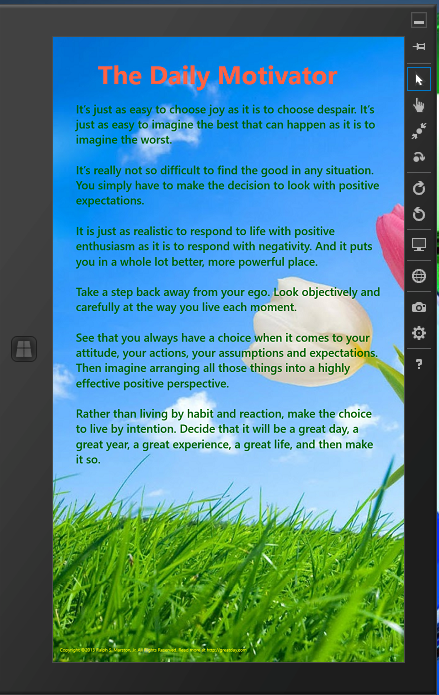 The Daily Motivator
It's just as easy to choose joy as it is to choose despair. It's
just as easy to imagine the best that can happen as it is to
imagine the worst.
It's really not so difficult to find the good in any situation.
You simply have to make the decision to look with positive
expectations.
It is just as realistic to respond to life with positive
enthusiasm as it is to respond with negativity. And it puts
you in a whole lot better, more powerful place.
Take a step back away from your ego. Look objectively and
carefully at the way you live each moment.
See that you always have a choice when it comes to your
attitude, your actions, your assumptions and expectations.
Then imagine arranging all those things into a highly
effective positive perspective.
Rather than living by habit and reaction, make the choice
to live by intention. Decide that it will be a great day, a
great year, a great experience, a great life, and then make
it so.
Copyright ©2013 Ralph S. Marston, Jr. All Rights Reserved. Read more at http://greatday.com
?